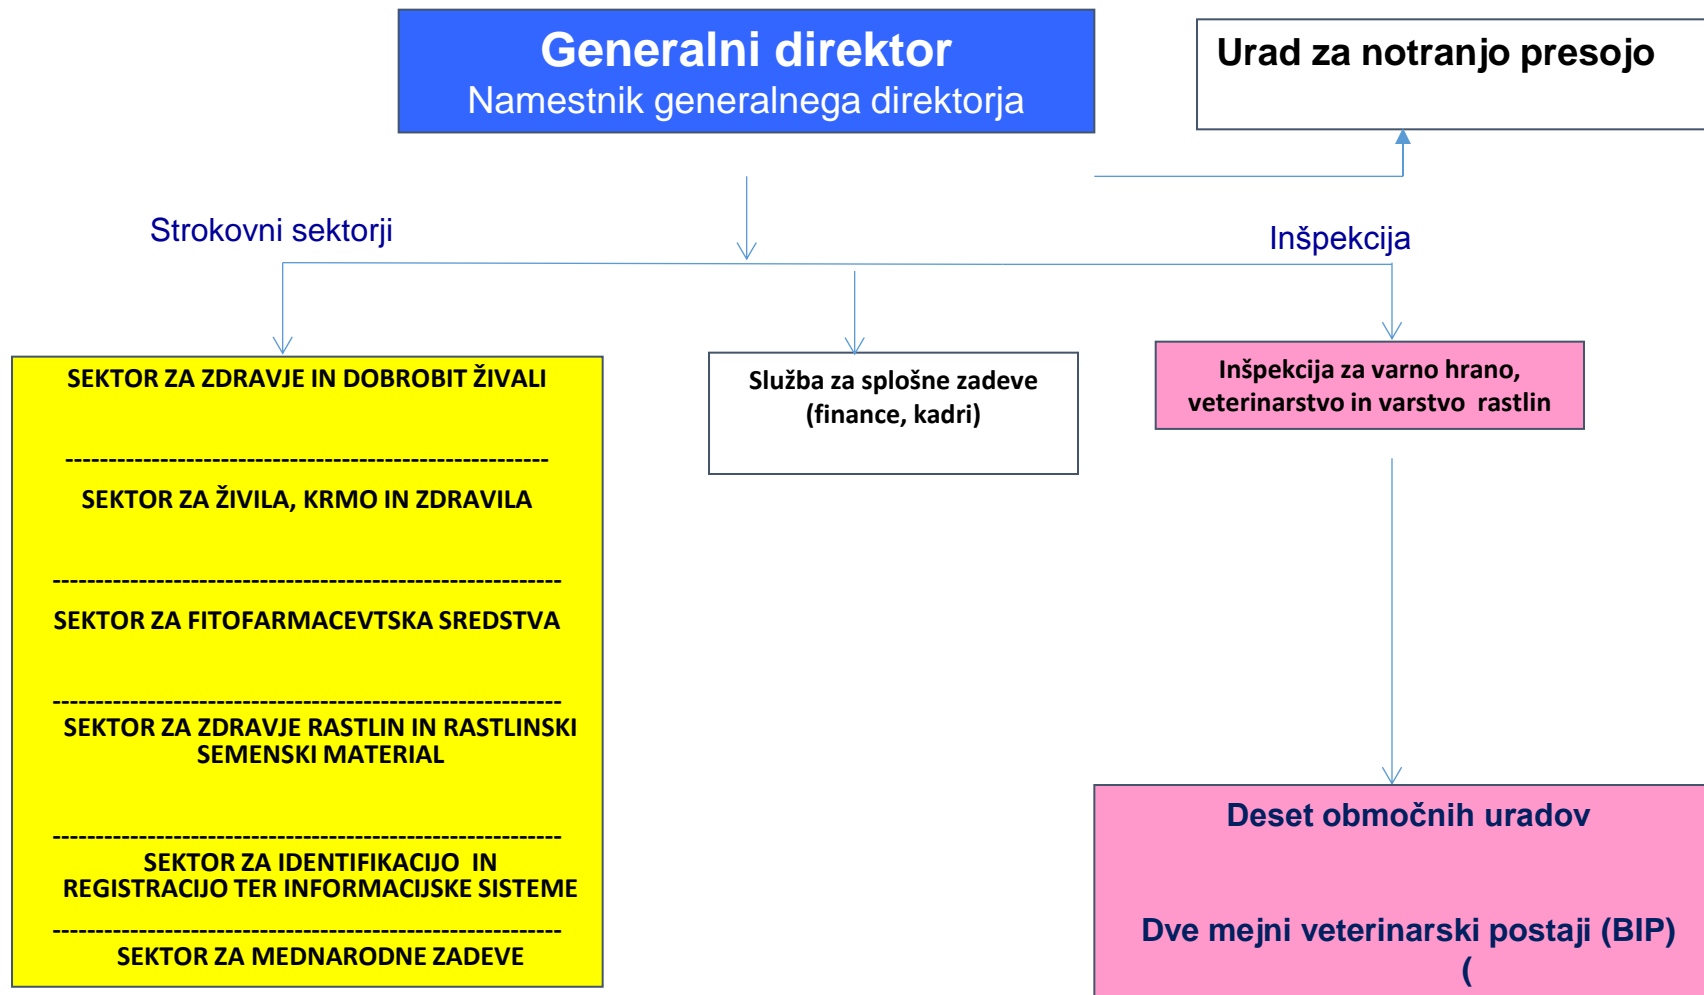 Generalni direktor
Namestnik generalnega direktorja
Urad za notranjo presojo
Strokovni sektorji
Inšpekcija
SEKTOR ZA ZDRAVJE IN DOBROBIT ŽIVALI
--------------------------------------------------------
SEKTOR ZA ŽIVILA, KRMO IN ZDRAVILA
-----------------------------------------------------------
SEKTOR ZA FITOFARMACEVTSKA SREDSTVA
-----------------------------------------------------------
SEKTOR ZA ZDRAVJE RASTLIN IN RASTLINSKI
SEMENSKI MATERIAL
-----------------------------------------------------------
SEKTOR ZA IDENTIFIKACIJO IN
REGISTRACIJO TER INFORMACIJSKE SISTEME
-----------------------------------------------------------
SEKTOR ZA MEDNARODNE ZADEVE
Služba za splošne zadeve
(finance, kadri)
Inšpekcija za varno hrano,
veterinarstvo in varstvo rastlin
Deset območnih uradov
Dve mejni veterinarski postaji (BIP)
(